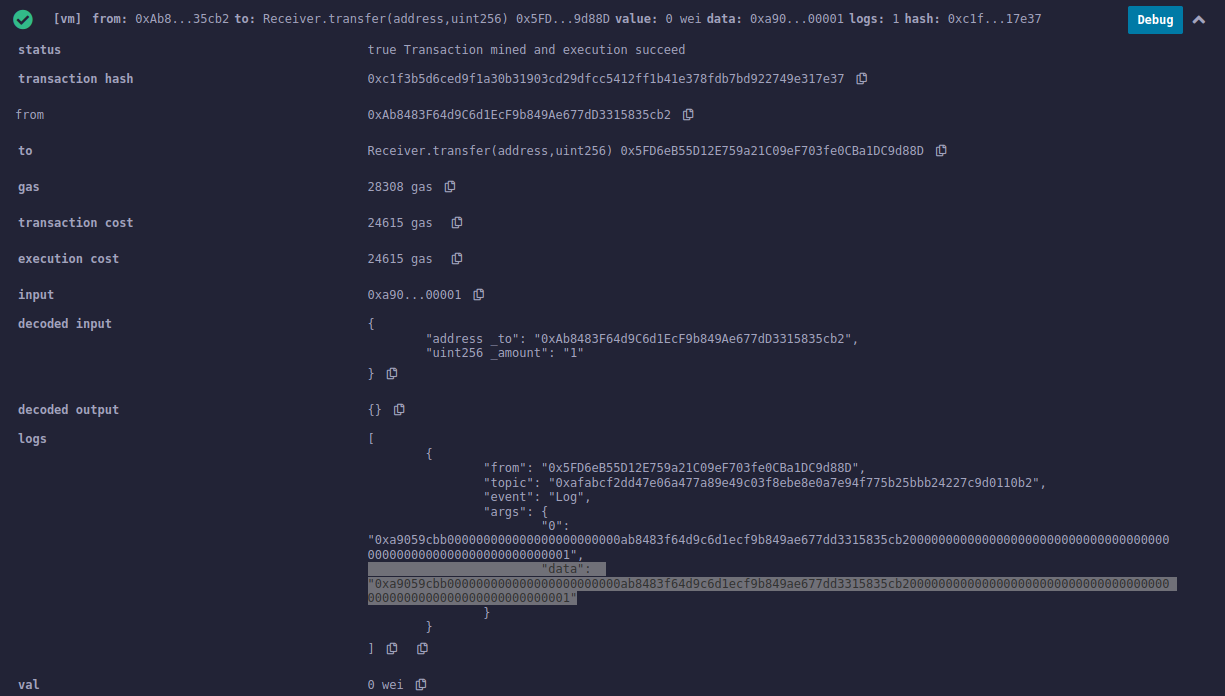 [vm] from: 0xAb8...35cb2 to: Receiver.transfer(address,uint256) 0x5FD...9d88D value: 0 wei data: 0xa90...00001 logs: 1 hash: 0xc1f...17e37 Debug
status true Transaction mined and execution succeed
transaction hash 0xc1f3b5d6ced9f1a30b31903cd29dfcc5412ff1b41e378fdb7bd922749e317e37
from 0xAb8483F64d9C6d1EcF9b849Ae677dD3315835cb2
to Receiver.transfer(address,uint256) 0x5FD6eB55D12E759a21C09eF703fe0CBa1DC9d88D
gas 28308 gas
transaction cost 24615 gas
execution cost 24615 gas
input 0xa90...00001
decoded input {
"address _to": "0xAb8483F64d9C6d1EcF9b849Ae677dD3315835cb2",
"uint256 _amount": "1"
}
decoded output {}
logs [
{
"from": "0x5FD6eB55D12E759a21C09eF703fe0CBa1DC9d88D",
"topic": "0xafabcf2dd47e06a477a89e49c03f8ebe8e0a7e94f775b25bbb24227c9d0110b2",
"event": "Log",
"args": {
"0":
"0xa9059cbb000000000000000000000000ab8483f64d9c6d1ecf9b849ae677dd3315835cb2000000000000000000000000000000000000
0000000000000000000000000001",
"data":
"0xa9059cbb000000000000000000000000ab8483f64d9c6d1ecf9b849ae677dd3315835cb2000000000000000000000000000000000000
0000000000000000000000000001"
}
}
]
val 0 wei